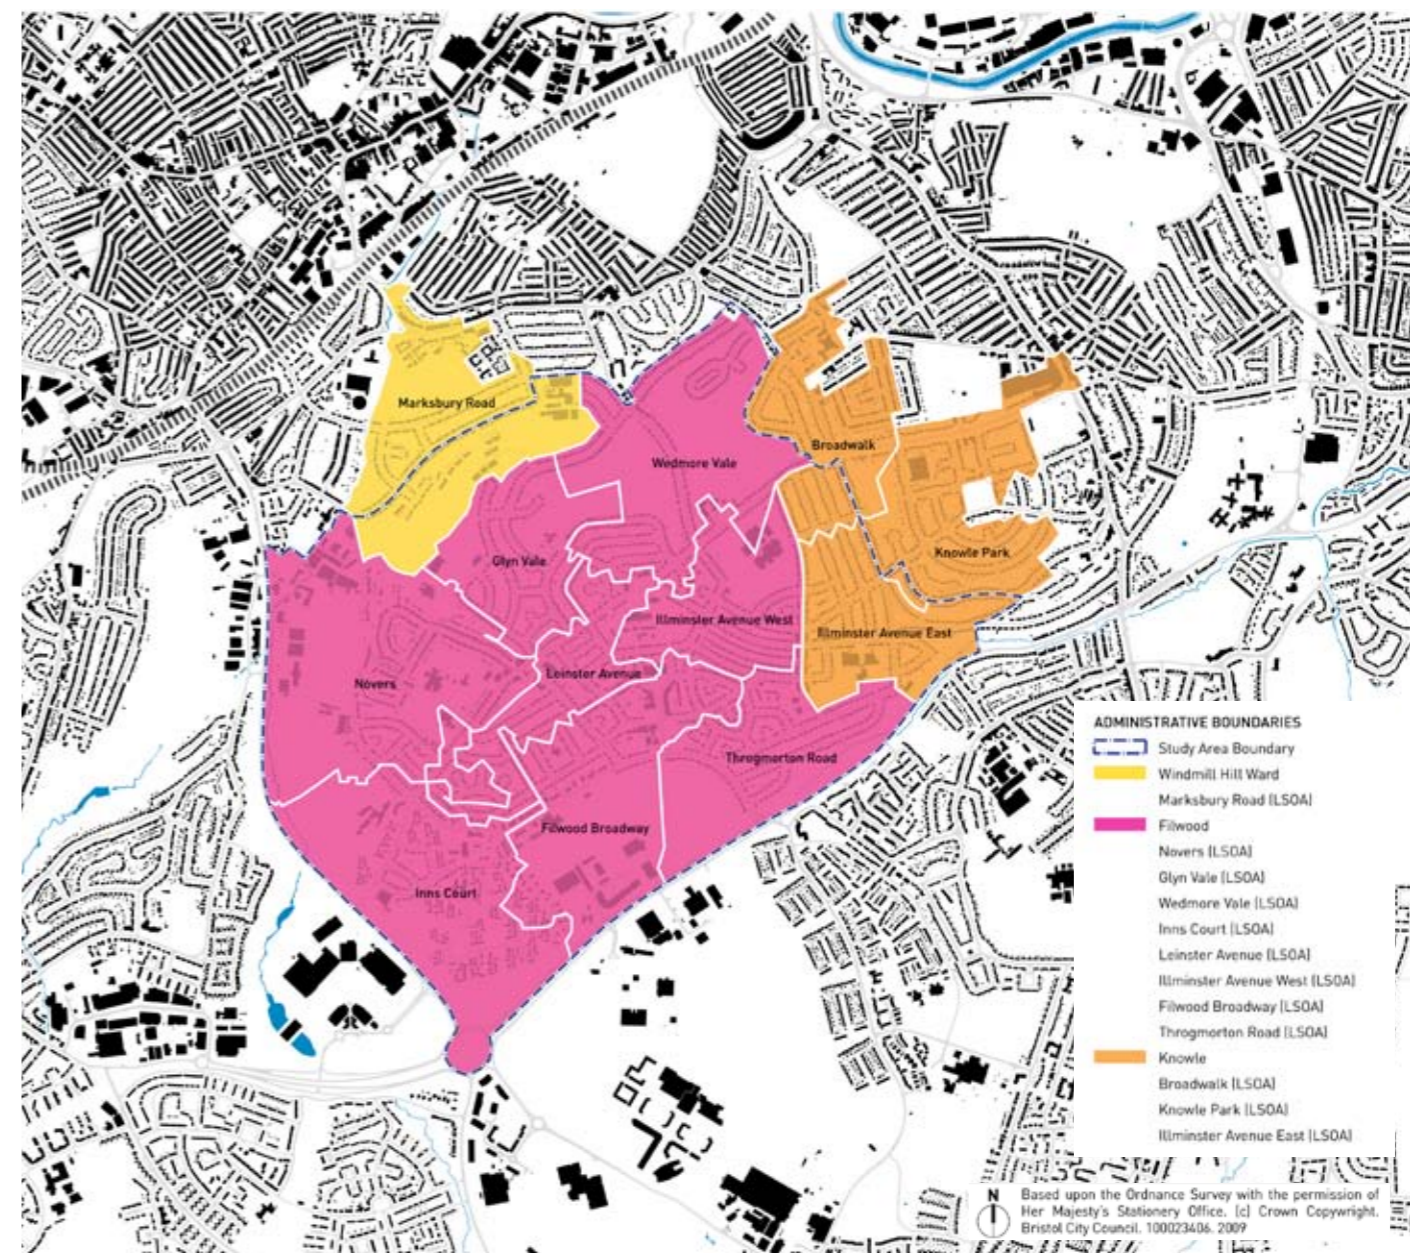 Marksbury Road
Broadwalk
Wedmore Vale
Knowle Park
Glyn Vale
Illminster Avenue West
Illminster Avenue East
Leinster Avenue
Novers
Throgmorton Road
Filwood Broadway
Inns Court
ADMINISTRATIVE BOUNDARIES
Study Area Boundary
Windmill Hill Ward
Marksbury Road (LSOA)
Filwood
Novers (LSOA)
Glyn Vale (LSOA)
Wedmore Vale (LSOA)
Inns Court (LSOA)
Leinster Avenue (LSOA)
Illminster Avenue West (LSOA)
Filwood Broadway (LSOA)
Throgmorton Road (LSOA)
Knowle
Broadwalk (LSOA)
Knowle Park (LSOA)
Illminster Avenue East (LSOA)
N
Based upon the Ordnance Survey with the permission of
Her Majesty's Stationery Office. (c) Crown Copywright.
Bristol City Council. 100023406. 2009